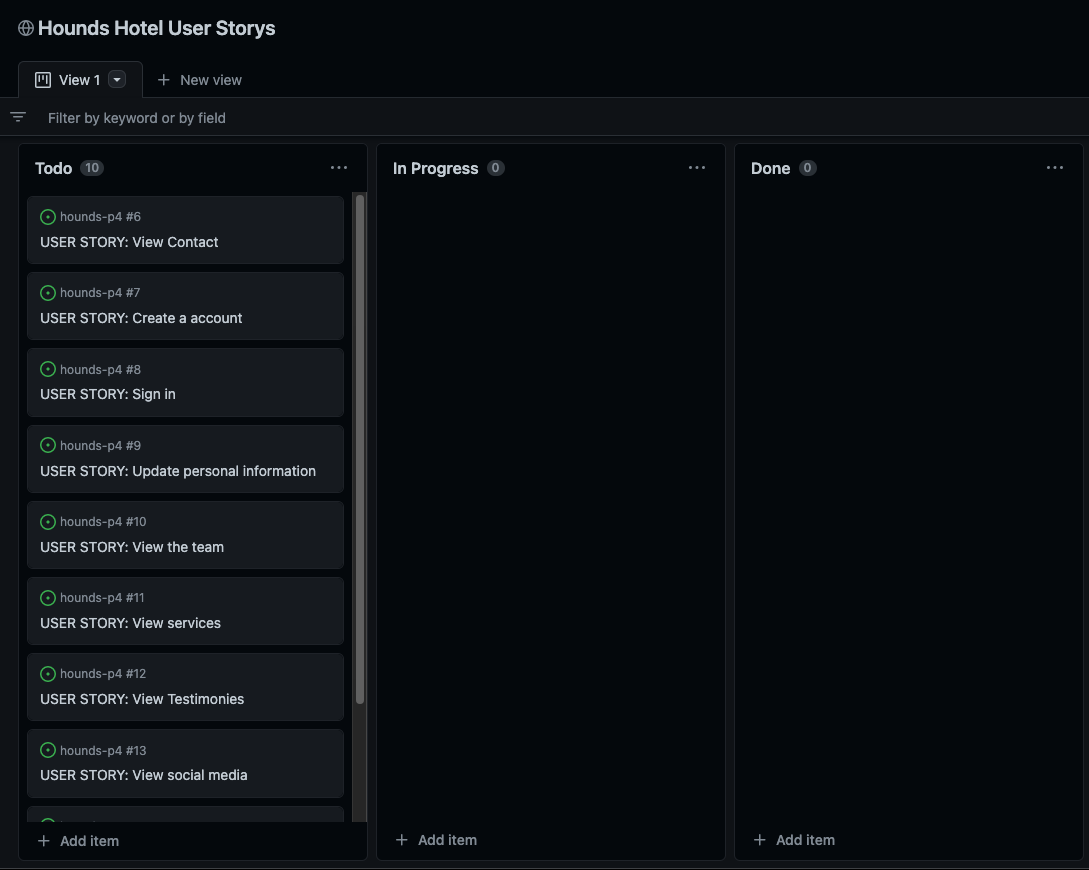 Hounds Hotel User Storys
View 1
New view
Filter by keyword or by field
Todo 10
hounds-p4 #6
USER STORY: View Contact
hounds-p4 #7
USER STORY: Create a account
hounds-p4 #8
USER STORY: Sign in
hounds-p4 #9
USER STORY: Update personal information
hounds-p4 #10
USER STORY: View the team
hounds-p4 #11
USER STORY: View services
hounds-p4 #12
USER STORY: View Testimonies
hounds-p4 #13
USER STORY: View social media
+ Add item
In Progress 0
+ Add item
Done 0
+ Add item